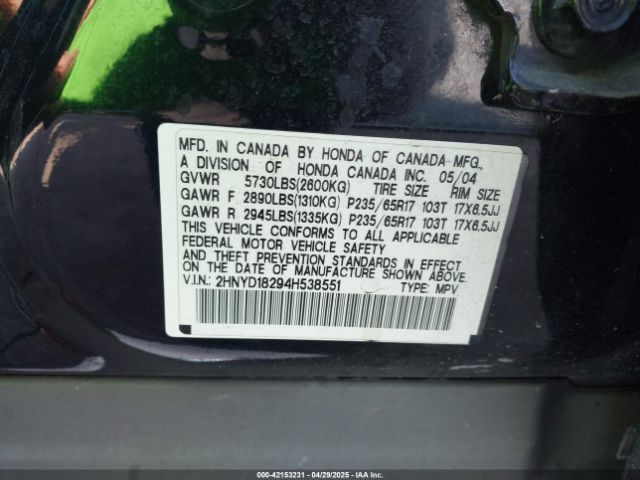 MFD. IN CANADA BY HONDA OF CANADA MFG.,
A DIVISION OF HONDA CANADA INC. 05/04
GVWR 5730LBS(2600KG) TIRE SIZE RIM SIZE
GAWR F 2890LBS(1310KG) P235/65R17 103T 17X6.5JJ
GAWR R 2945LBS(1335KG) P235/65R17 103T 17X6.5JJ
THIS VEHICLE CONFORMS TO ALL APPLICABLE
FEDERAL MOTOR VEHICLE SAFETY
AND THEFT PREVENTION STANDARDS IN EFFECT
ON THE DATE OF MANUFACTURE SHOWN ABOVE.
V.I.N.: 2HNYD18294H538551 TYPE: MPV
000-42153231 - 04/29/2025 - IAAI.COM